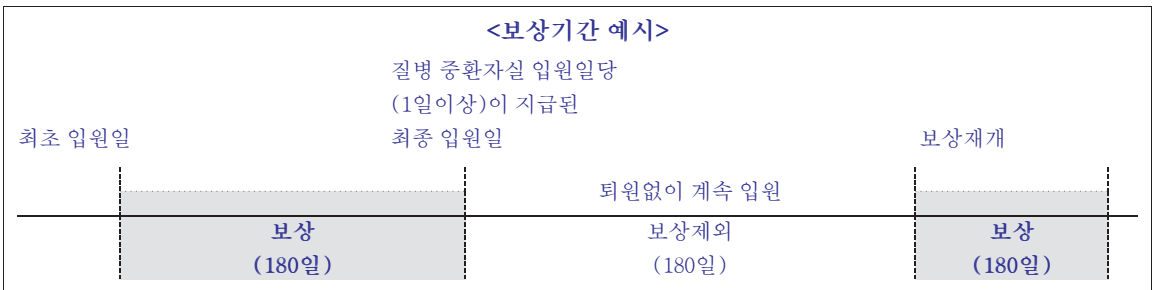 <보상기간 예시>
질병 중환자실 입원일당
(1일이상)이 지급된
최초 입원일
최종 입원일
보상재개
퇴원없이 계속 입원
보상
보상제외
보상
(180일)
(180일)
(180일)